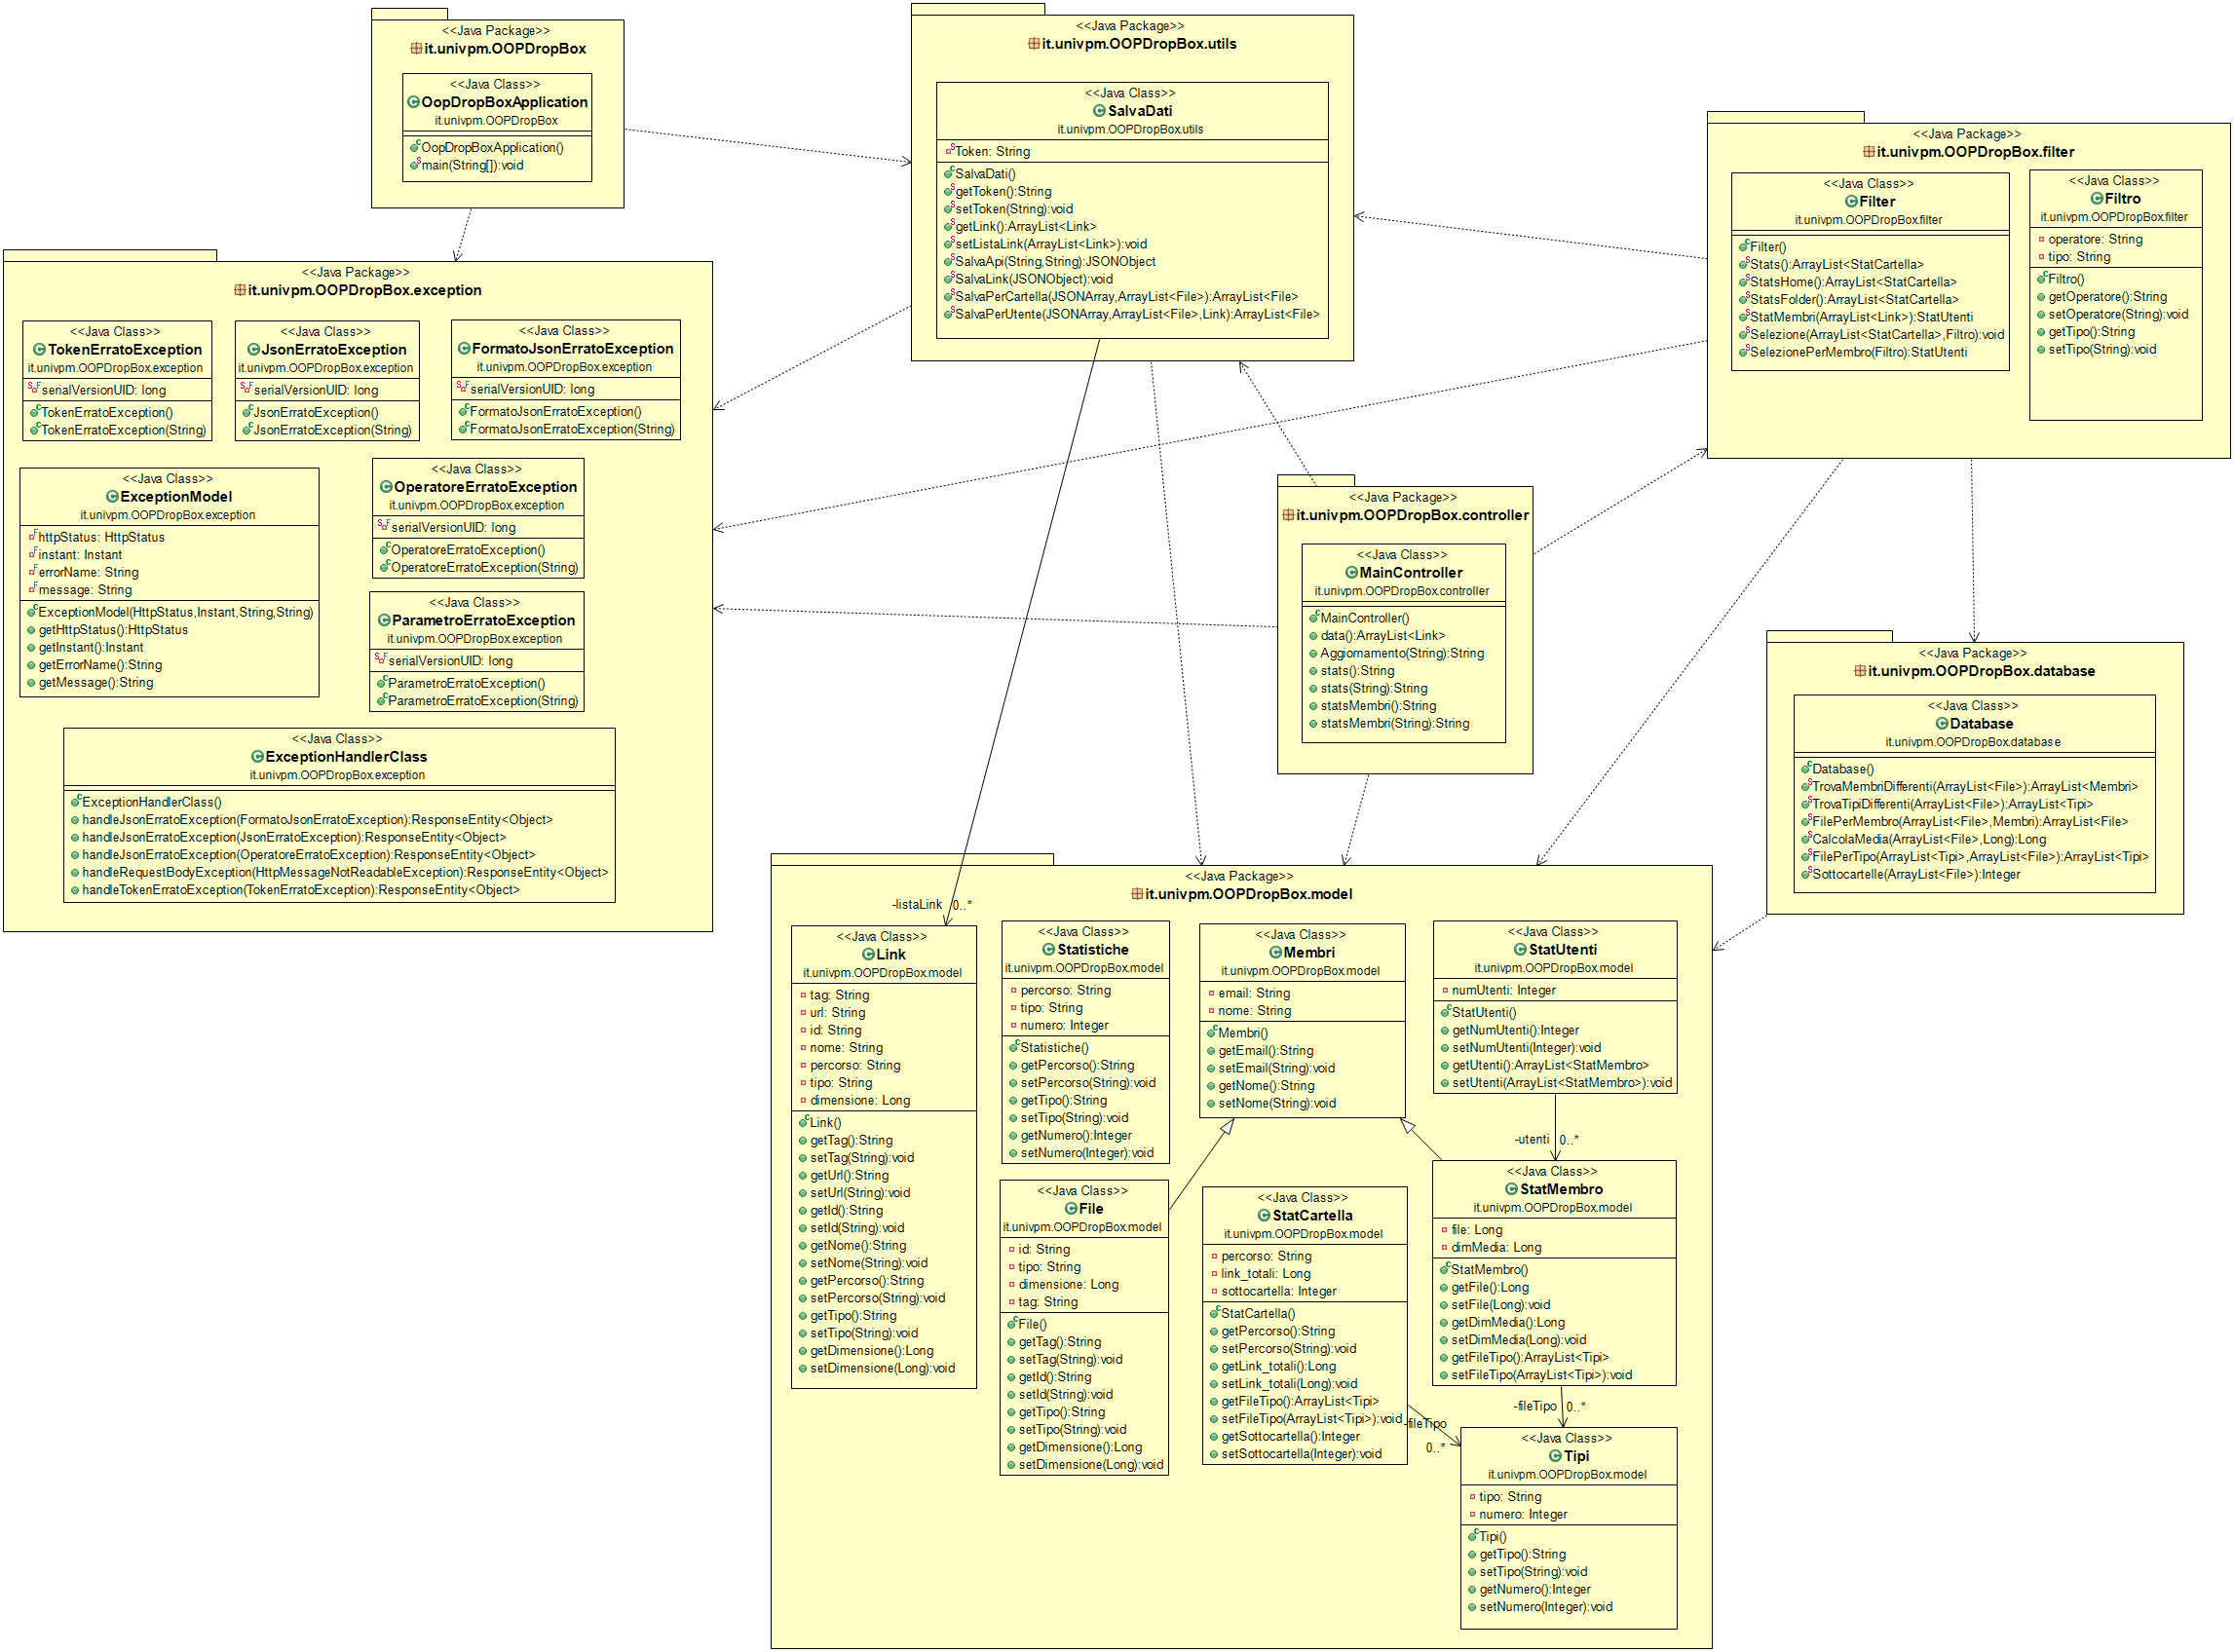 <<Java Package>>
it.univpm.OOPDropBox
<<Java Class>>
OopDropBoxApplication
it.univpm.OOPDropBox
OopDropBoxApplication()
main(String[]):void
<<Java Package>>
it.univpm.OOPDropBox.utils
<<Java Class>>
SalvaDati
it.univpm.OOPDropBox.utils
Token: String
SalvaDati()
getToken():String
setToken(String):void
getLink():ArrayList<Link>
setListaLink(ArrayList<Link>):void
SalvaApi(String,String):JSONObject
SalvaLink(JSONObject):void
SalvaPerCartella(JSONArray,ArrayList<File>):ArrayList<File>
SalvaPerUtente(JSONArray,ArrayList<File>,Link):ArrayList<File>
<<Java Package>>
it.univpm.OOPDropBox.filter
<<Java Class>>
Filter
it.univpm.OOPDropBox.filter
Filter()
Stats():ArrayList<StatCartella>
StatsHome():ArrayList<StatCartella>
StatsFolder():ArrayList<StatCartella>
StatMembri(ArrayList<Link>):StatUtenti
Selezione(ArrayList<StatCartella>,Filtro):void
SelezionePerMembro(Filtro):StatUtenti
<<Java Class>>
Filtro
it.univpm.OOPDropBox.filter
operatore: String
tipo: String
Filtro()
getOperatore():String
setOperatore(String):void
getTipo():String
setTipo(String):void
<<Java Package>>
it.univpm.OOPDropBox.exception
<<Java Class>>
TokenErratoException
it.univpm.OOPDropBox.exception
serialVersionUID: long
TokenErratoException()
TokenErratoException(String)
<<Java Class>>
JsonErratoException
it.univpm.OOPDropBox.exception
serialVersionUID: long
JsonErratoException()
JsonErratoException(String)
<<Java Class>>
FormatoJsonErratoException
it.univpm.OOPDropBox.exception
serialVersionUID: long
FormatoJsonErratoException()
FormatoJsonErratoException(String)
<<Java Class>>
ExceptionModel
it.univpm.OOPDropBox.exception
httpStatus: HttpStatus
instant: Instant
errorName: String
message: String
ExceptionModel(HttpStatus,Instant,String,String)
getHttpStatus():HttpStatus
getInstant():Instant
getErrorName():String
getMessage():String
<<Java Class>>
OperatoreErratoException
it.univpm.OOPDropBox.exception
serialVersionUID: long
OperatoreErratoException()
OperatoreErratoException(String)
<<Java Class>>
ParametroErratoException
it.univpm.OOPDropBox.exception
serialVersionUID: long
ParametroErratoException()
ParametroErratoException(String)
<<Java Class>>
ExceptionHandlerClass
it.univpm.OOPDropBox.exception
ExceptionHandlerClass()
handleJsonErratoException(FormatoJsonErratoException):ResponseEntity<Object>
handleJsonErratoException(JsonErratoException):ResponseEntity<Object>
handleJsonErratoException(OperatoreErratoException):ResponseEntity<Object>
handleRequestBodyException(HttpMessageNotReadableException):ResponseEntity<Object>
handleTokenErratoException(TokenErratoException):ResponseEntity<Object>
<<Java Package>>
it.univpm.OOPDropBox.controller
<<Java Class>>
MainController
it.univpm.OOPDropBox.controller
MainController()
data():ArrayList<Link>
Aggiornamento(String):String
stats():String
stats(String):String
statsMembri():String
statsMembri(String):String
<<Java Package>>
it.univpm.OOPDropBox.database
<<Java Class>>
Database
it.univpm.OOPDropBox.database
Database()
TrovaMembriDifferenti(ArrayList<File>):ArrayList<Membri>
TrovaTipiDifferenti(ArrayList<File>):ArrayList<Tipi>
FilePerMembro(ArrayList<File>,Membri):ArrayList<File>
CalcolaMedia(ArrayList<File>,Long):Long
FilePerTipo(ArrayList<Tipi>,ArrayList<File>):ArrayList<Tipi>
Sottocartelle(ArrayList<File>):Integer
<<Java Package>>
it.univpm.OOPDropBox.model
-listaLink 0..*
<<Java Class>>
Link
it.univpm.OOPDropBox.model
tag: String
url: String
id: String
nome: String
percorso: String
tipo: String
dimensione: Long
Link()
getTag():String
setTag(String):void
getUrl():String
setUrl(String):void
getId():String
setId(String):void
getNome():String
setNome(String):void
getPercorso():String
setPercorso(String):void
getTipo():String
setTipo(String):void
getDimensione():Long
setDimensione(Long):void
<<Java Class>>
Statistiche
it.univpm.OOPDropBox.model
percorso: String
tipo: String
numero: Integer
Statistiche()
getPercorso():String
setPercorso(String):void
getTipo():String
setTipo(String):void
getNumero():Integer
setNumero(Integer):void
<<Java Class>>
Membri
it.univpm.OOPDropBox.model
email: String
nome: String
Membri()
getEmail():String
setEmail(String):void
getNome():String
setNome(String):void
<<Java Class>>
StatUtenti
it.univpm.OOPDropBox.model
numUtenti: Integer
StatUtenti()
getNumUtenti():Integer
setNumUtenti(Integer):void
getUtenti():ArrayList<StatMembro>
setUtenti(ArrayList<StatMembro>):void
-utenti 0..*
<<Java Class>>
File
it.univpm.OOPDropBox.model
id: String
tipo: String
dimensione: Long
tag: String
File()
getTag():String
setTag(String):void
getId():String
setId(String):void
getTipo():String
setTipo(String):void
getDimensione():Long
setDimensione(Long):void
<<Java Class>>
StatCartella
it.univpm.OOPDropBox.model
percorso: String
link_totali: Long
sottocartella: Integer
StatCartella()
getPercorso():String
setPercorso(String):void
getLink_totali():Long
setLink_totali(Long):void
getFileTipo():ArrayList<Tipi>
setFileTipo(ArrayList<Tipi>):void
getSottocartella():Integer
setSottocartella(Integer):void
-fileTipo
0..*
<<Java Class>>
StatMembro
it.univpm.OOPDropBox.model
file: Long
dimMedia: Long
StatMembro()
getFile():Long
setFile(Long):void
getDimMedia():Long
setDimMedia(Long):void
getFileTipo():ArrayList<Tipi>
setFileTipo(ArrayList<Tipi>):void
-fileTipo 0..*
<<Java Class>>
Tipi
it.univpm.OOPDropBox.model
tipo: String
numero: Integer
Tipi()
getTipo():String
setTipo(String):void
getNumero():Integer
setNumero(Integer):void